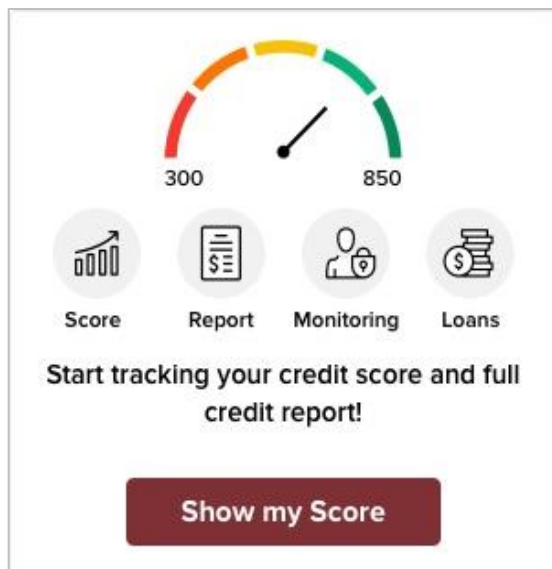 300 850
Score Report Monitoring Loans
Start tracking your credit score and full
credit report!
Show my Score